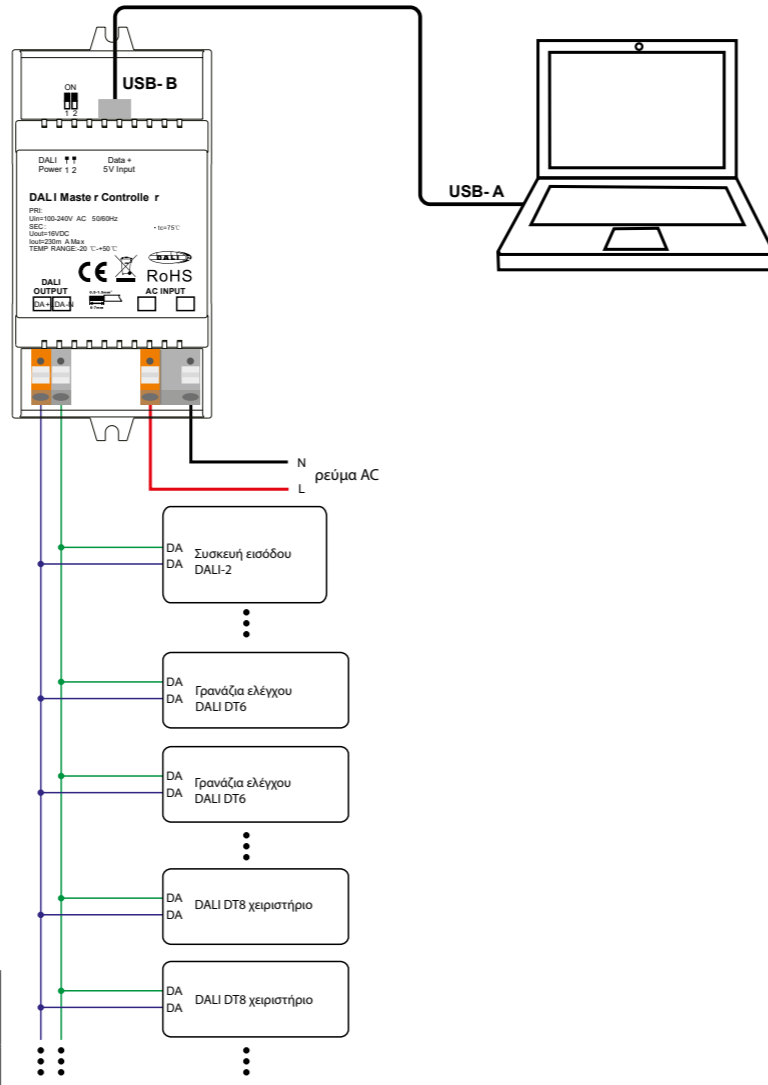 USB- B
ON
1 2
DALI Power 1 2
Data + 5V Input
DALI Maste r Controlle r
PRI:
Uin=100-240V AC 50/60Hz
SEC:
Uout=16VDC
Iout=230m A Max
TEMP RANGE:-20 ℃-+50 ℃
• tc=75℃
DALI
CE
RoHS
DALI OUTPUT
DA+ DA-N
AC INPUT
USB- A
N
L
ρεύμα AC
DA
DA
Συσκευή εισόδου
DALI-2
DA
DA
Γρανάζια ελέγχου
DALI DT6
DA
DA
Γρανάζια ελέγχου
DALI DT6
DA
DA
DALI DT8 χειριστήριο
DA
DA
DALI DT8 χειριστήριο